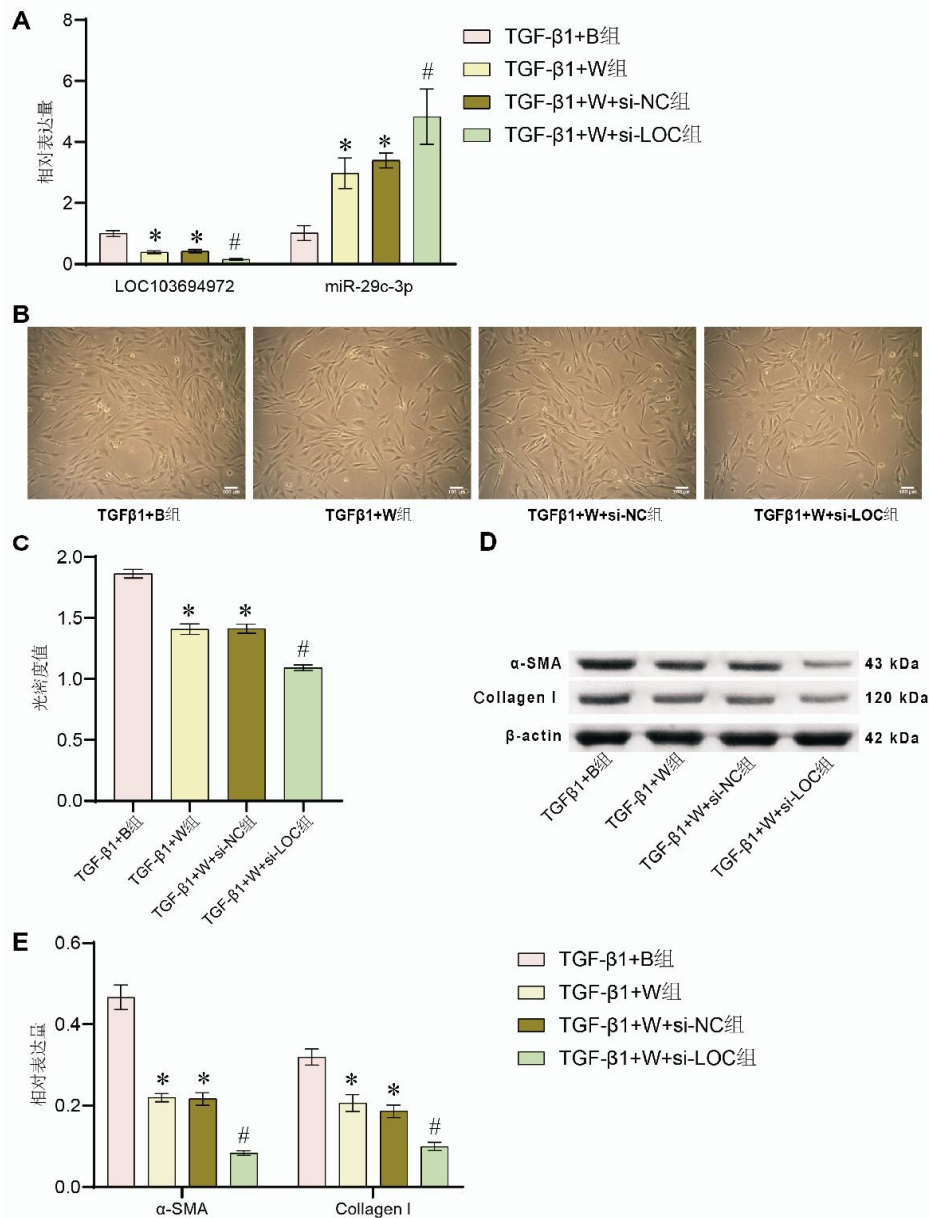 A
8
6
4
2
0
相对表达量
* * #
* * #
LOC103694972 miR-29c-3p
TGF-β1+B组
TGF-β1+W组
TGF-β1+W+si-NC组
TGF-β1+W+si-LOC组
B
100 μm 100 μm 100 μm 100 μm
TGFβ1+B组 TGFβ1+W组 TGFβ1+W+si-NC组 TGFβ1+W+si-LOC组
C
2.0
1.5
1.0
0.5
0.0
光密度值
* * #
TGF-β1+B组
TGF-β1+W组
TGF-β1+W+si-NC组
TGF-β1+W+si-LOC组
D
α-SMA 43 kDa
Collagen I 120 kDa
β-actin 42 kDa
TGFβ1+B组
TGF-β1+W组
TGF-β1+W+si-NC组
TGF-β1+W+si-LOC组
E
0.6
0.4
0.2
0.0
相对表达量
* * #
* * #
α-SMA Collagen I
TGF-β1+B组
TGF-β1+W组
TGF-β1+W+si-NC组
TGF-β1+W+si-LOC组